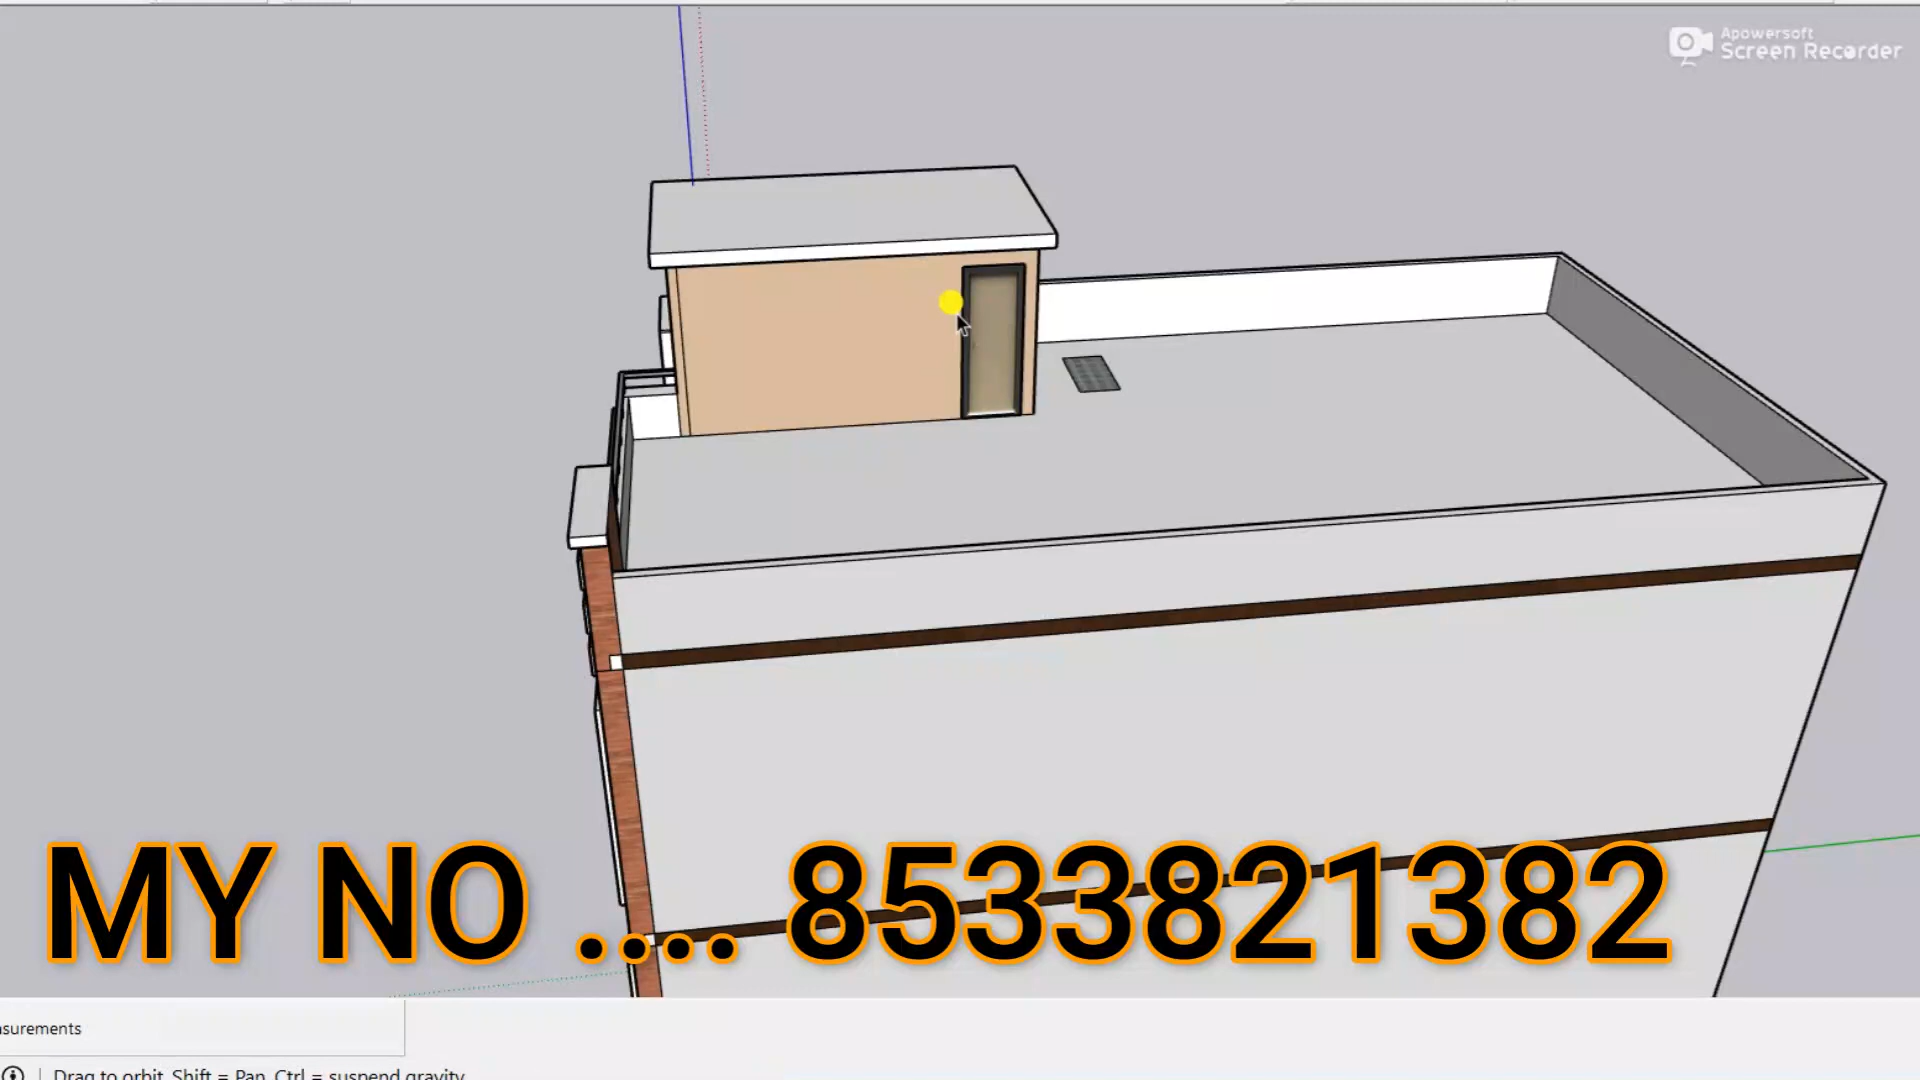 Apowersoft
Screen Recorder
MY NO .... 8533821382
asurements
Drag to orbit. Shift = Pan, Ctrl = suspend gravity